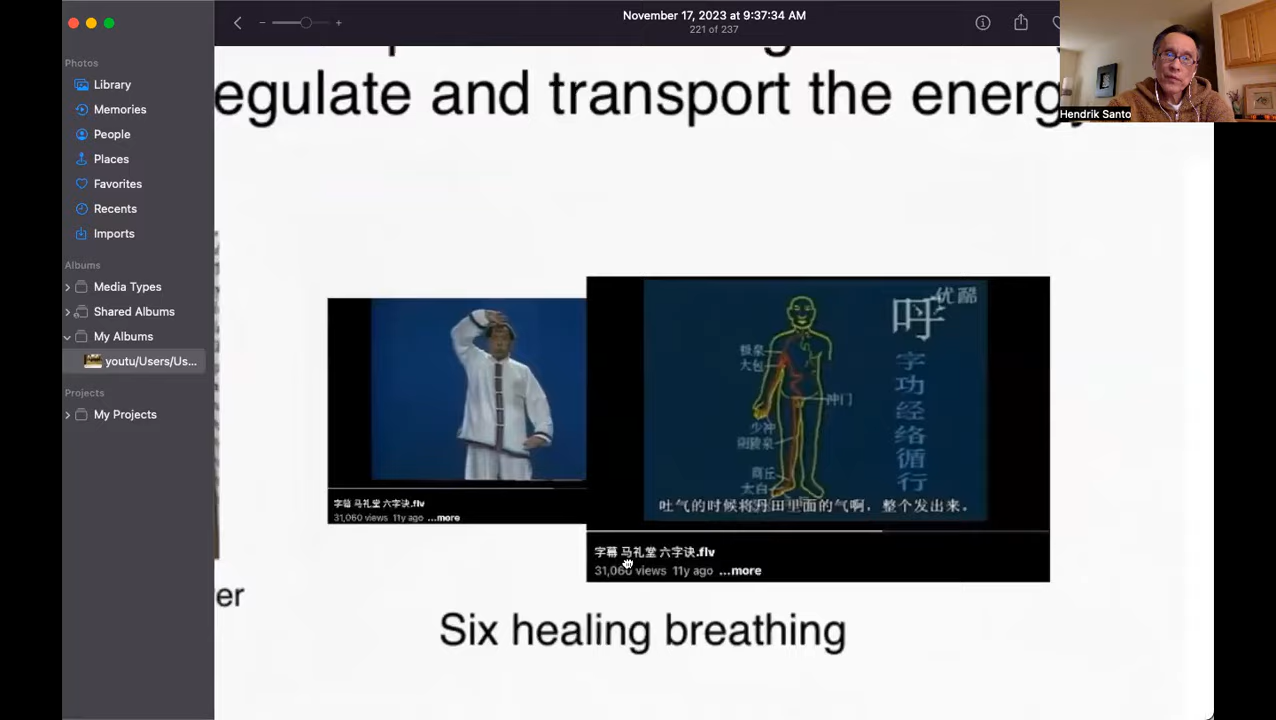 November 17, 2023 at 9:37:34 AM
221 of 237
Photos
Library
Memories
People
Places
Favorites
Recents
Imports
Albums
Media Types
Shared Albums
My Albums
youtu/Users/Us...
Projects
My Projects
Hendrik Santo
egulate and transport the energy
优酷
呼
字功经络循行
极泉
大包
冲门
少冲
阴陵泉
商丘
太白
吐气的时候将丹田里面的气啊，整个发出来。
字幕 马礼堂 六字诀.flv
31,060 views 11y ago ...more
字幕 马礼堂 六字诀.flv
31,060 views 11y ago ...more
er
Six healing breathing